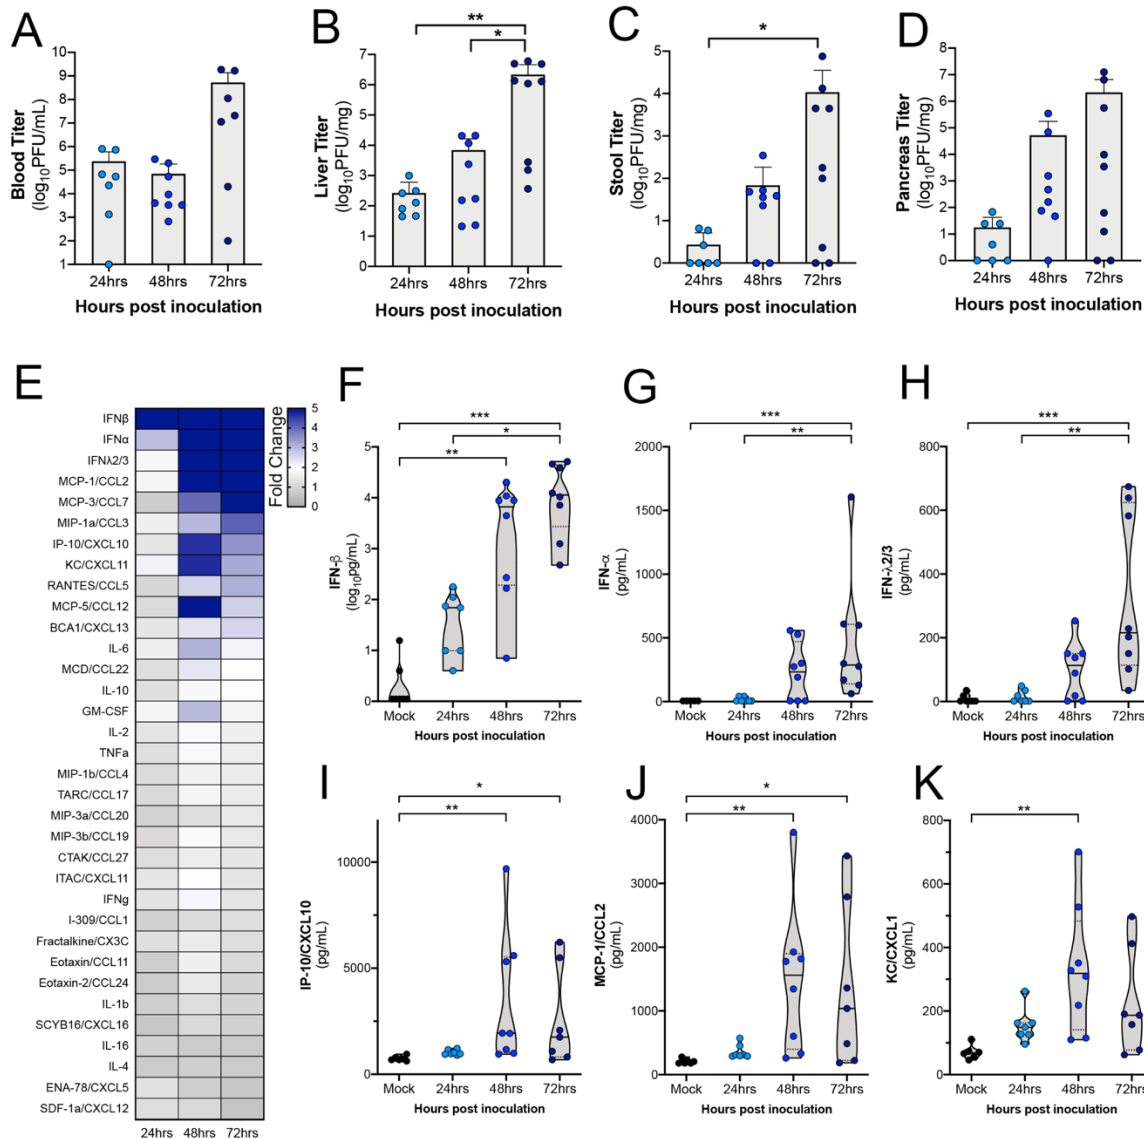 A
Blood Titer
(log10PFU/mL)
10
9
8
7
6
5
4
3
2
1
24hrs 48hrs 72hrs
Hours post inoculation
B
**
*
Liver Titer
(log10PFU/mg)
7
6
5
4
3
2
1
0
24hrs 48hrs 72hrs
Hours post inoculation
C
*
Stool Titer
(log10PFU/mg)
5
4
3
2
1
0
24hrs 48hrs 72hrs
Hours post inoculation
D
Pancreas Titer
(log10PFU/mg)
8
7
6
5
4
3
2
1
0
24hrs 48hrs 72hrs
Hours post inoculation
E
IFNβ
IFNα
IFNλ2/3
MCP-1/CCL2
MCP-3/CCL7
MIP-1a/CCL3
IP-10/CXCL10
KC/CXCL11
RANTES/CCL5
MCP-5/CCL12
BCA1/CXCL13
IL-6
MCD/CCL22
IL-10
GM-CSF
IL-2
TNFa
MIP-1b/CCL4
TARC/CCL17
MIP-3a/CCL20
MIP-3b/CCL19
CTAK/CCL27
ITAC/CXCL11
IFNg
I-309/CCL1
Fractalkine/CX3C
Eotaxin/CCL11
Eotaxin-2/CCL24
IL-1b
SCYB16/CXCL16
IL-16
IL-4
ENA-78/CXCL5
SDF-1a/CXCL12
24hrs 48hrs 72hrs
Fold Change
5
4
3
2
1
0
F
***
*
**
IFN-β
(log10pg/mL)
5
4
3
2
1
0
Mock 24hrs 48hrs 72hrs
Hours post inoculation
G
***
**
IFN-α
(pg/mL)
2000
1500
1000
500
0
Mock 24hrs 48hrs 72hrs
Hours post inoculation
H
***
**
IFN-λ2/3
(pg/mL)
800
600
400
200
0
Mock 24hrs 48hrs 72hrs
Hours post inoculation
I
*
**
IP-10/CXCL10
(pg/mL)
10000
5000
0
Mock 24hrs 48hrs 72hrs
Hours post inoculation
J
*
**
MCP-1/CCL2
(pg/mL)
4000
3000
2000
1000
0
Mock 24hrs 48hrs 72hrs
Hours post inoculation
K
**
KC/CXCL1
(pg/mL)
800
600
400
200
0
Mock 24hrs 48hrs 72hrs
Hours post inoculation